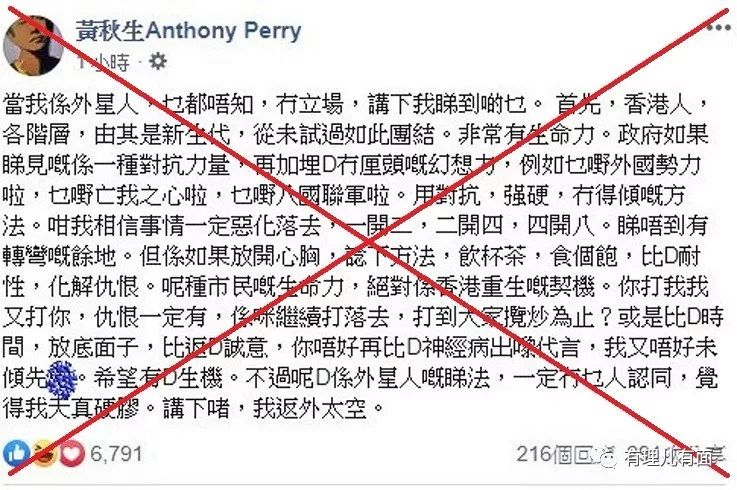 黃秋生Anthony Perry
1小時
當我係外星人，乜都唔知，冇立場，講下我睇到啲乜。 首先，香港人，
各階層，由其是新生代，從未試過如此團結。非常有生命力。政府如果
睇見嘅係一種對抗力量，再加埋D冇厘頭嘅幻想力，例如乜嘢外國勢力
啦，乜嘢亡我之心啦，乜嘢八國聯軍啦。用對抗，强硬，冇得傾嘅方
法。咁我相信事情一定惡化落去，一開二，二開四，四開八。睇唔到有
轉彎嘅餘地。但係如果放開心胸，諗下方法，飲杯茶，食個飽，比D耐
性，化解仇恨。呢種市民嘅生命力，絕對係香港重生嘅契機。你打我我
又打你，仇恨一定有，係咪繼續打落去，打到大家攬炒為止？或是比D時
間，放底面子，比返D誠意，你唔好再比D神經病出嚟代言，我又唔好未
傾先。希望有D生機。不過呢D係外星人嘅睇法，一定冇乜人認同，覺
得我天真硬膠。講下啫，我返外太空。
6,791
216個回 享
有理儿有面